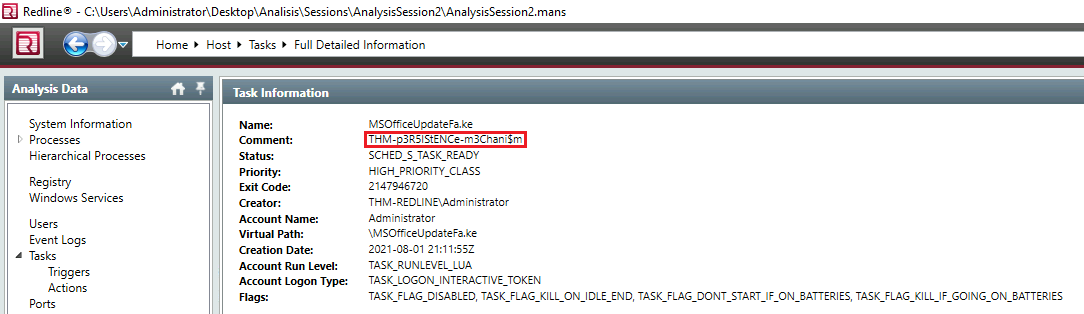 Redline® - C:\Users\Administrator\Desktop\Analisis\Sessions\AnalysisSession2\AnalysisSession2.mans
Home Host Tasks Full Detailed Information
Analysis Data
System Information
Processes
Hierarchical Processes
Registry
Windows Services
Users
Event Logs
Tasks
Triggers
Actions
Ports
Task Information
Name: MSOfficeUpdateFa.ke
Comment: THM-p3R5IStENCe-m3Chani$m
Status: SCHED_S_TASK_READY
Priority: HIGH_PRIORITY_CLASS
Exit Code: 2147946720
Creator: THM-REDLINE\Administrator
Account Name: Administrator
Virtual Path: \MSOfficeUpdateFa.ke
Creation Date: 2021-08-01 21:11:55Z
Account Run Level: TASK_RUNLEVEL_LUA
Account Logon Type: TASK_LOGON_INTERACTIVE_TOKEN
Flags: TASK_FLAG_DISABLED, TASK_FLAG_KILL_ON_IDLE_END, TASK_FLAG_DONT_START_IF_ON_BATTERIES, TASK_FLAG_KILL_IF_GOING_ON_BATTERIES